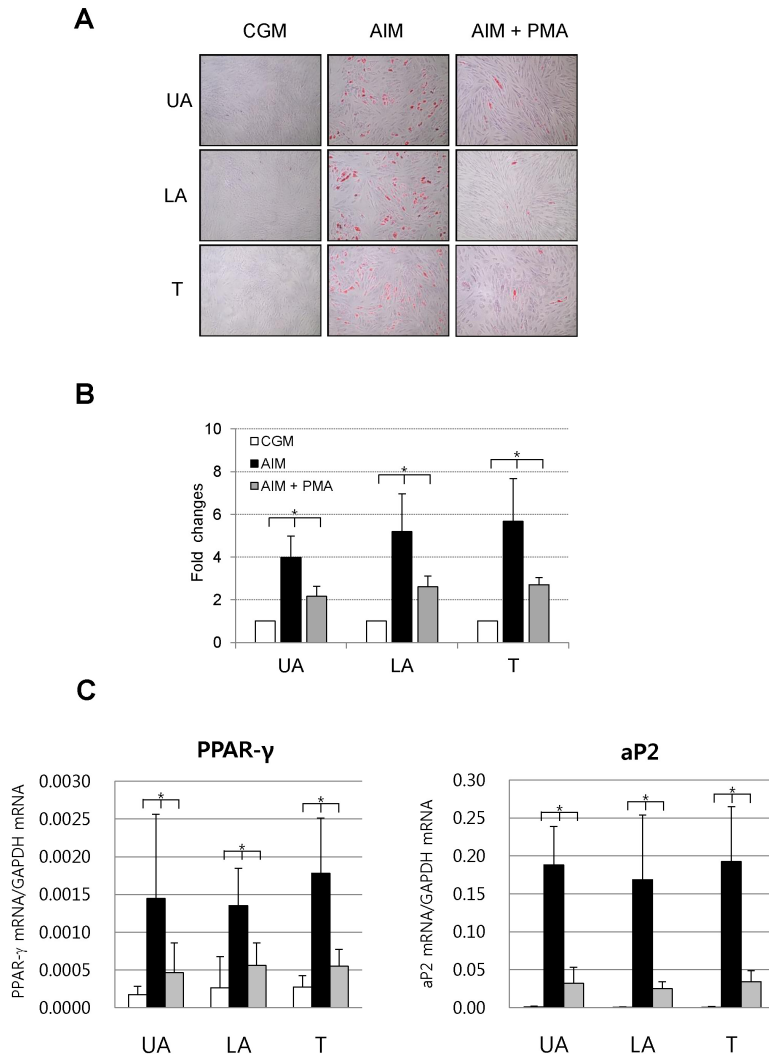 A
CGM AIM AIM + PMA
UA
LA
T
B
10
8
6
4
2
0
Fold changes
CGM
AIM
AIM + PMA
* * *
UA LA T
C
PPAR-γ
0.0030
0.0025
0.0020
0.0015
0.0010
0.0005
0.0000
PPAR-γ mRNA/GAPDH mRNA
* * *
UA LA T
aP2
0.30
0.25
0.20
0.15
0.10
0.05
0.00
aP2 mRNA/GAPDH mRNA
* * *
UA LA T